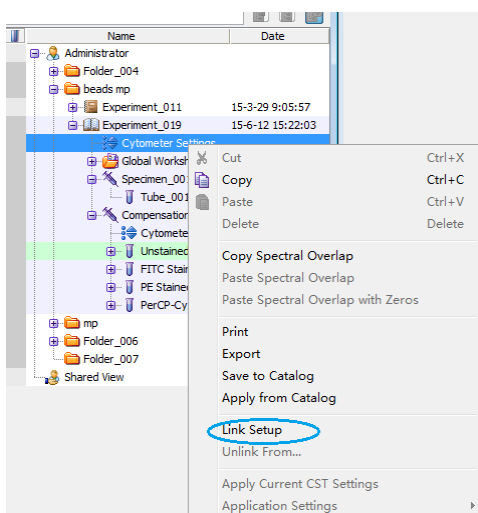 Name Date
Administrator
Folder_004
beads mp
Experiment_011 15-3-29 9:05:57
Experiment_019 15-6-12 15:22:03
Cytometer Settings
Global Worksh
Specimen_00
Tube_001
Compensation
Cytomete
Unstained
FITC Stai
PE Staine
PerCP-Cy
mp
Folder_006
Folder_007
Shared View
Cut Ctrl+X
Copy Ctrl+C
Paste Ctrl+V
Delete Delete
Copy Spectral Overlap
Paste Spectral Overlap
Paste Spectral Overlap with Zeros
Print
Export
Save to Catalog
Apply from Catalog
Link Setup
Unlink From...
Apply Current CST Settings
Application Settings